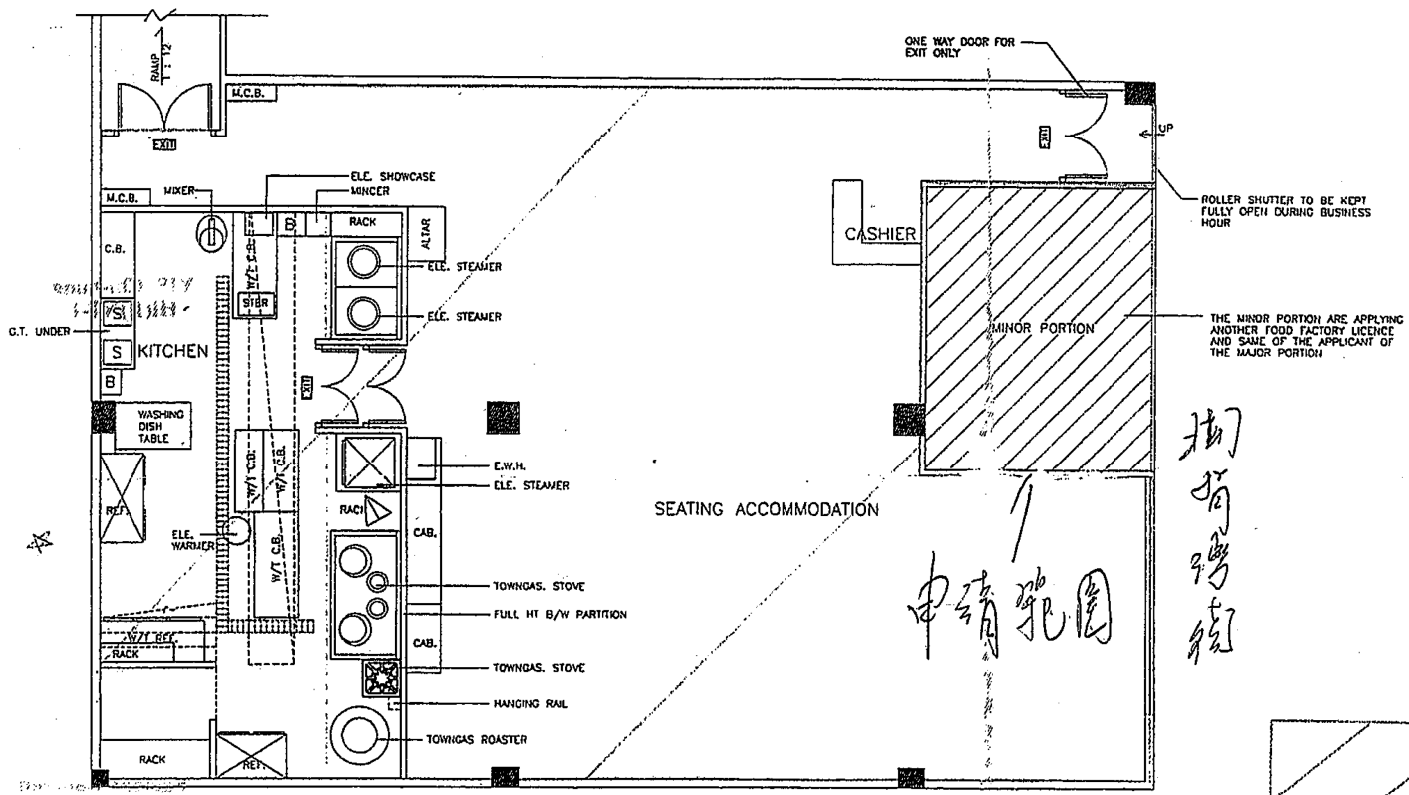 ONE WAY DOOR FOR
EXIT ONLY
RAMP
1 : 12
M.C.B.
EXIT
EXIT
UP
M.C.B.
MIXER
ELE. SHOWCASE
MINCER
B
RACK
ALTAR
CASHIER
ROLLER SHUTTER TO BE KEPT
FULLY OPEN DURING BUSINESS
HOUR
C.B.
W/T C.B.
STER
ELE. STEAMER
ELE. STEAMER
G.T. UNDER
S
S
KITCHEN
B
MINOR PORTION
THE MINOR PORTION ARE APPLYING
ANOTHER FOOD FACTORY LICENCE
AND SAME OF THE APPLICANT OF
THE MAJOR PORTION
EXIT
WASHING
DISH
TABLE
E.W.H.
ELE. STEAMER
W/T C.B.
W/T C.B.
REF.
RACK
CAB.
SEATING ACCOMMODATION
ELE.
WARMER
W/T C.B.
TOWNGAS. STOVE
FULL HT B/W PARTITION
申請範圍
W/T REF.
RACK
CAB.
TOWNGAS. STOVE
HANGING RAIL
TOWNGAS ROASTER
RACK
REF.